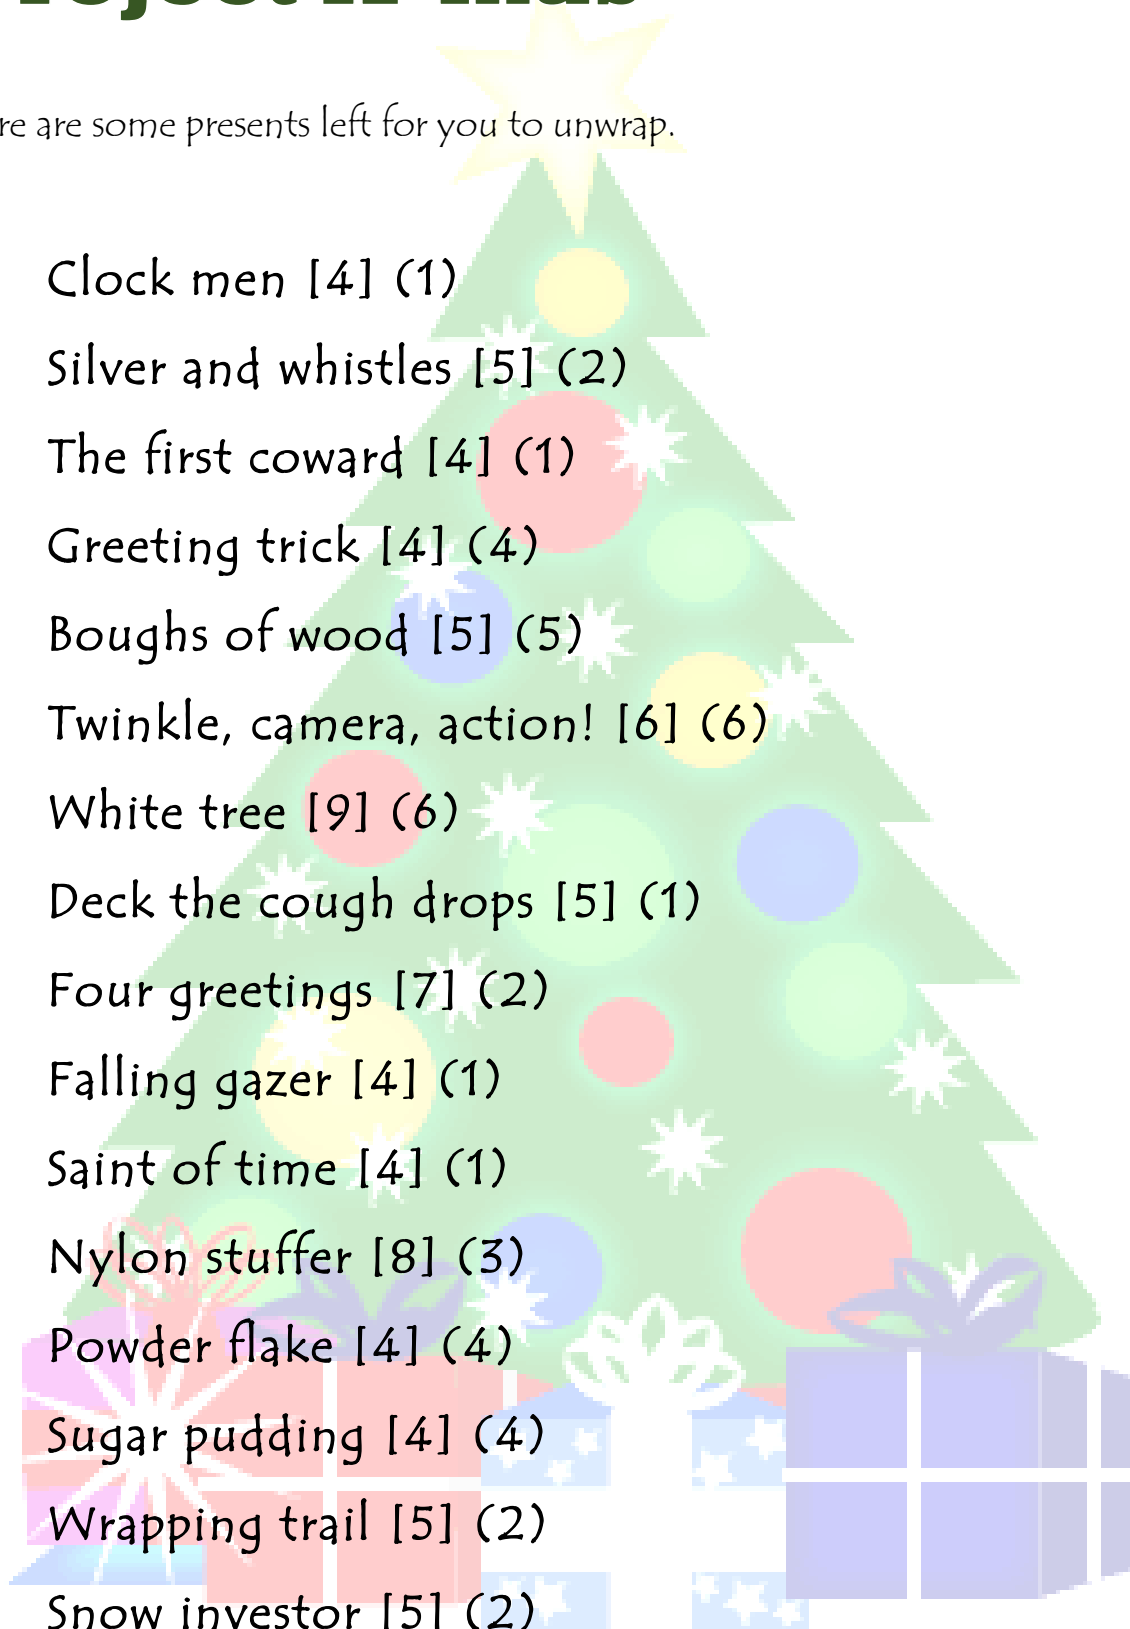 re are some presents left for you to unwrap.
Clock men [4] (1)
Silver and whistles [5] (2)
The first coward [4] (1)
Greeting trick [4] (4)
Boughs of wood [5] (5)
Twinkle, camera, action! [6] (6)
White tree [9] (6)
Deck the cough drops [5] (1)
Four greetings [7] (2)
Falling gazer [4] (1)
Saint of time [4] (1)
Nylon stuffer [8] (3)
Powder flake [4] (4)
Sugar pudding [4] (4)
Wrapping trail [5] (2)
Snow investor [5] (2)